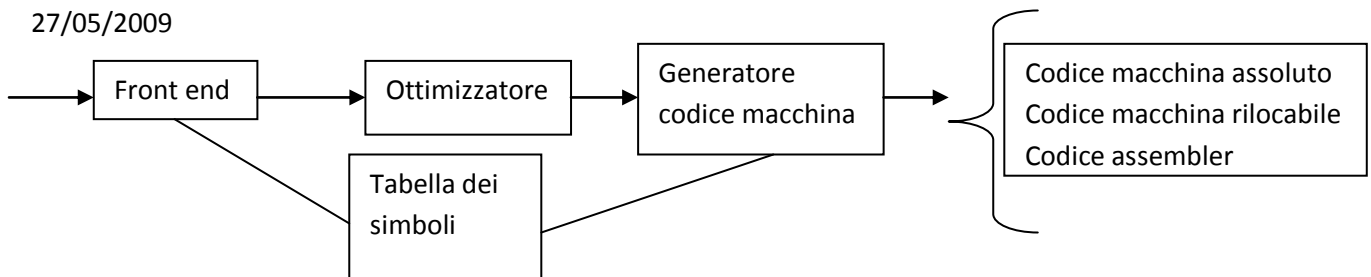 27/05/2009
Front end
Ottimizzatore
Generatore
codice macchina
Codice macchina assoluto
Codice macchina rilocabile
Codice assembler
Tabella dei
simboli